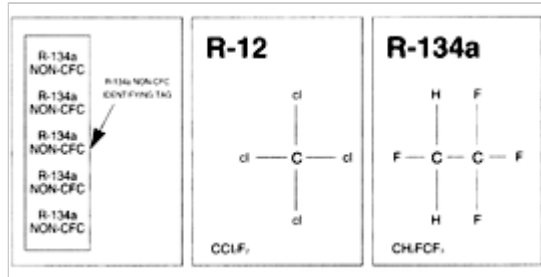 R-134a
NON-CFC
R-134a
NON-CFC
R-134a
NON-CFC
R-134a
NON-CFC
R-134a
NON-CFC
R-134a NON-CFC
IDENTIFYING TAG
R-12
cl
cl — C — cl
cl
CCl₂F₂
R-134a
H F
F — C — C — F
H F
CH₂FCF₃